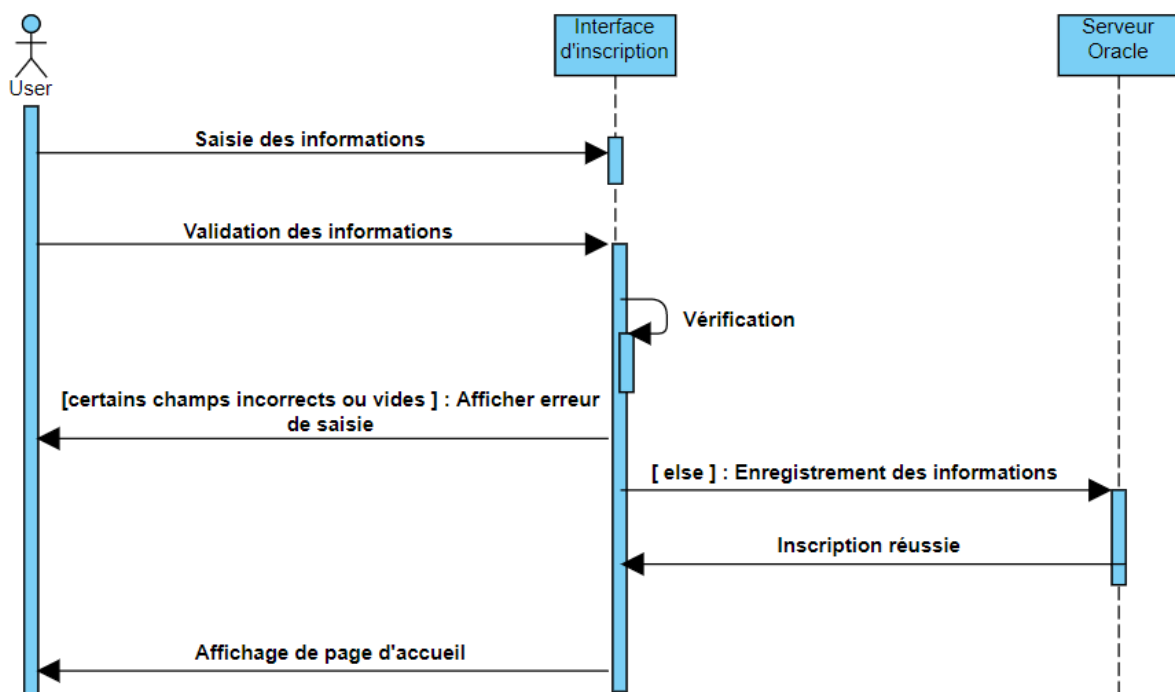 User
Interface
d'inscription
Serveur
Oracle
Saisie des informations
Validation des informations
Vérification
[certains champs incorrects ou vides ] : Afficher erreur
de saisie
[ else ] : Enregistrement des informations
Inscription réussie
Affichage de page d'accueil